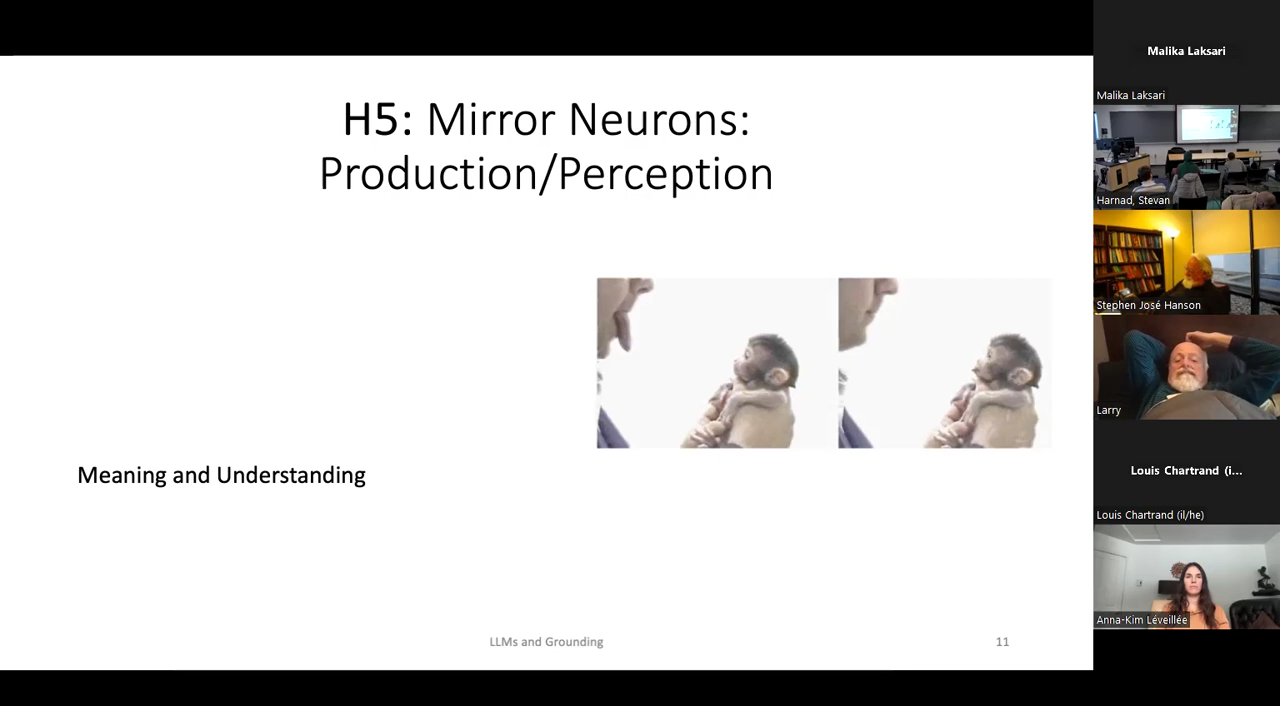 H5: Mirror Neurons:
Production/Perception
Meaning and Understanding
LLMs and Grounding
11
Malika Laksari
Malika Laksari
Harnad, Stevan
Stephen José Hanson
Larry
Louis Chartrand (i...
Louis Chartrand (il/he)
Anna-Kim Léveillée